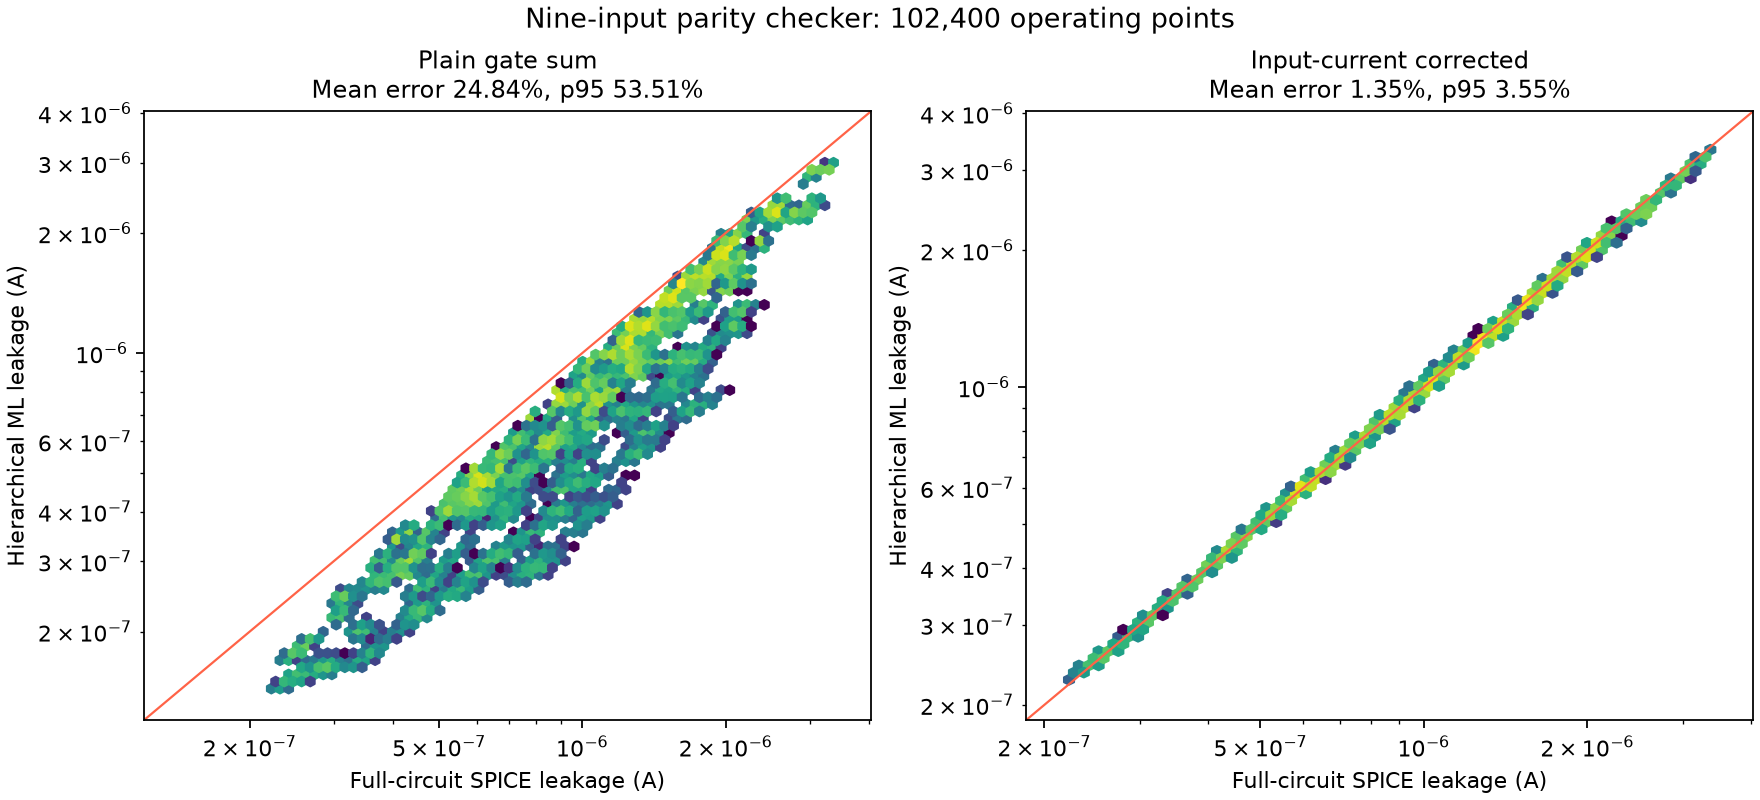 Nine-input parity checker: 102,400 operating points
Plain gate sum
Mean error 24.84%, p95 53.51%
4 × 10⁻⁶
3 × 10⁻⁶
2 × 10⁻⁶
10⁻⁶
6 × 10⁻⁷
4 × 10⁻⁷
3 × 10⁻⁷
2 × 10⁻⁷
Hierarchical ML leakage (A)
2 × 10⁻⁷ 5 × 10⁻⁷ 10⁻⁶ 2 × 10⁻⁶
Full-circuit SPICE leakage (A)
Input-current corrected
Mean error 1.35%, p95 3.55%
4 × 10⁻⁶
3 × 10⁻⁶
2 × 10⁻⁶
10⁻⁶
6 × 10⁻⁷
4 × 10⁻⁷
3 × 10⁻⁷
2 × 10⁻⁷
Hierarchical ML leakage (A)
2 × 10⁻⁷ 5 × 10⁻⁷ 10⁻⁶ 2 × 10⁻⁶
Full-circuit SPICE leakage (A)